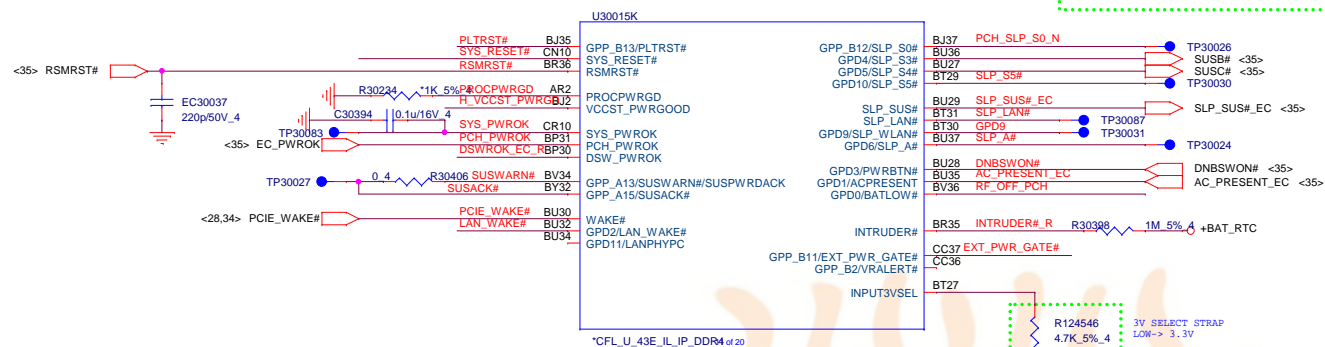 U30015K
PLTRST# BJ35 GPP_B13/PLTRST#
SYS_RESET# CN10 SYS_RESET#
<35> RSMRST# RSMRST# BR36 RSMRST#
EC30037
220p/50V_4
R30234 *1K_5%_4
PROCPWRGD AR2 PROCPWRGD
H_VCCST_PWRGD BJ2 VCCST_PWRGOOD
C30394 0.1u/16V_4
TP30083 SYS_PWROK CR10 SYS_PWROK
<35> EC_PWROK PCH_PWROK BP31 PCH_PWROK
DSWROK_EC_R BP30 DSW_PWROK
TP30027 0_4 R30406 SUSWARN# BV34 GPP_A13/SUSWARN#/SUSPWRDACK
SUSACK# BY32 GPP_A15/SUSACK#
<28,34> PCIE_WAKE# PCIE_WAKE# BU30 WAKE#
LAN_WAKE# BU32 GPD2/LAN_WAKE#
BU34 GPD11/LANPHYPC
GPP_B12/SLP_S0# BJ37 PCH_SLP_S0_N TP30026
GPD4/SLP_S3# BU36 SUSB# <35>
GPD5/SLP_S4# BU27 SUSC# <35>
GPD10/SLP_S5# BT29 SLP_S5# TP30030
SLP_SUS# BU29 SLP_SUS#_EC SLP_SUS#_EC <35>
SLP_LAN# BT31 SLP_LAN# TP30087
GPD9/SLP_WLAN# BT30 GPD9 TP30031
GPD6/SLP_A# BU37 SLP_A# TP30024
GPD3/PWRBTN# BU28 DNBSWON# DNBSWON# <35>
GPD1/ACPRESENT BU35 AC_PRESENT_EC AC_PRESENT_EC <35>
GPD0/BATLOW# BV36 RF_OFF_PCH
INTRUDER# BR35 INTRUDER#_R R30398 1M_5%_4 +BAT_RTC
GPP_B11/EXT_PWR_GATE# CC37 EXT_PWR_GATE#
GPP_B2/VRALERT# CC36
INPUT3VSEL BT27
R124546
4.7K_5%_4
3V SELECT STRAP
LOW-> 3.3V
*CFL_U_43E_IL_IP_DDR4 of 20